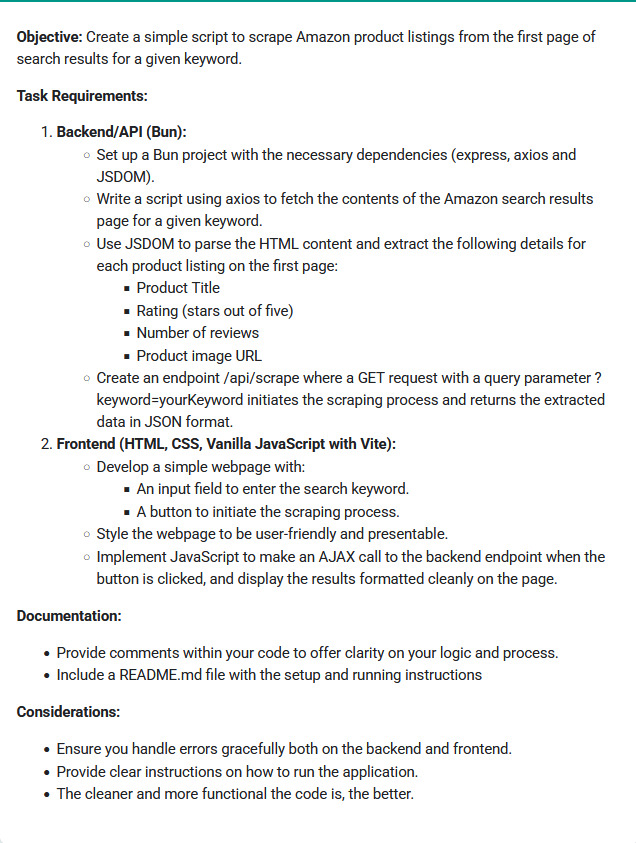 Objective: Create a simple script to scrape Amazon product listings from the first page of
search results for a given keyword.
Task Requirements:
1. Backend/API (Bun):
○ Set up a Bun project with the necessary dependencies (express, axios and
JSDOM).
○ Write a script using axios to fetch the contents of the Amazon search results
page for a given keyword.
○ Use JSDOM to parse the HTML content and extract the following details for
each product listing on the first page:
▪ Product Title
▪ Rating (stars out of five)
▪ Number of reviews
▪ Product image URL
○ Create an endpoint /api/scrape where a GET request with a query parameter ?
keyword=yourKeyword initiates the scraping process and returns the extracted
data in JSON format.
2. Frontend (HTML, CSS, Vanilla JavaScript with Vite):
○ Develop a simple webpage with:
▪ An input field to enter the search keyword.
▪ A button to initiate the scraping process.
○ Style the webpage to be user-friendly and presentable.
○ Implement JavaScript to make an AJAX call to the backend endpoint when the
button is clicked, and display the results formatted cleanly on the page.
Documentation:
• Provide comments within your code to offer clarity on your logic and process.
• Include a README.md file with the setup and running instructions
Considerations:
• Ensure you handle errors gracefully both on the backend and frontend.
• Provide clear instructions on how to run the application.
• The cleaner and more functional the code is, the better.